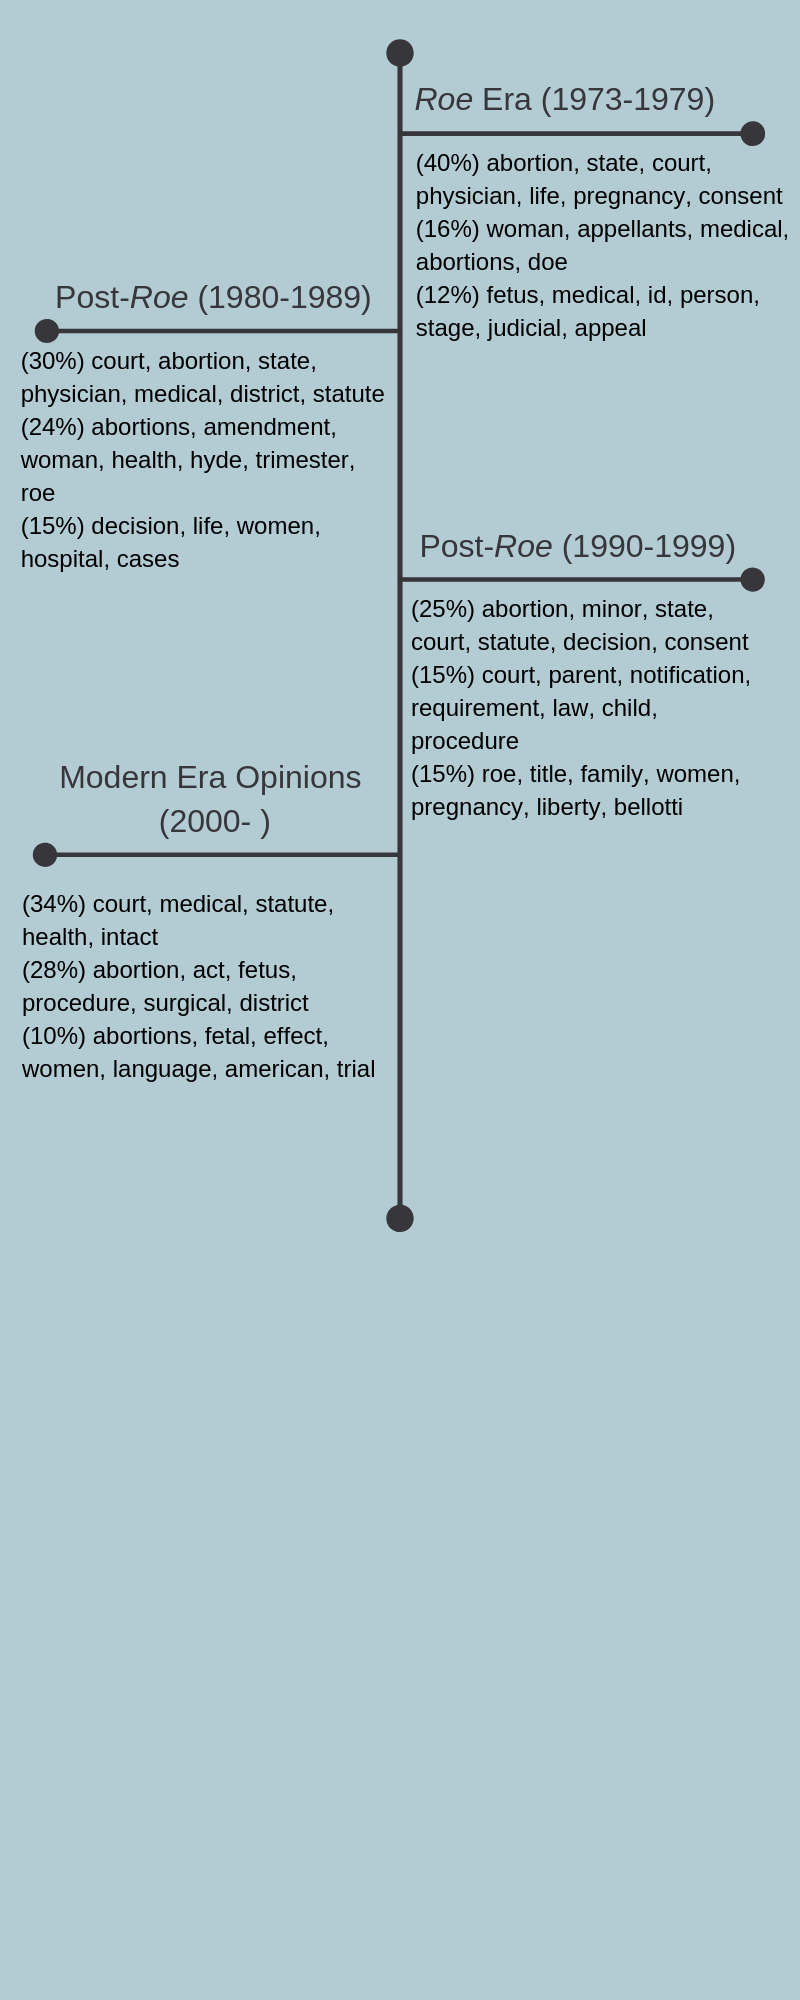 Roe Era (1973-1979)
(40%) abortion, state, court,
physician, life, pregnancy, consent
(16%) woman, appellants, medical,
abortions, doe
(12%) fetus, medical, id, person,
stage, judicial, appeal
Post-Roe (1980-1989)
(30%) court, abortion, state,
physician, medical, district, statute
(24%) abortions, amendment,
woman, health, hyde, trimester,
roe
(15%) decision, life, women,
hospital, cases
Post-Roe (1990-1999)
(25%) abortion, minor, state,
court, statute, decision, consent
(15%) court, parent, notification,
requirement, law, child,
procedure
(15%) roe, title, family, women,
pregnancy, liberty, bellotti
Modern Era Opinions
(2000- )
(34%) court, medical, statute,
health, intact
(28%) abortion, act, fetus,
procedure, surgical, district
(10%) abortions, fetal, effect,
women, language, american, trial